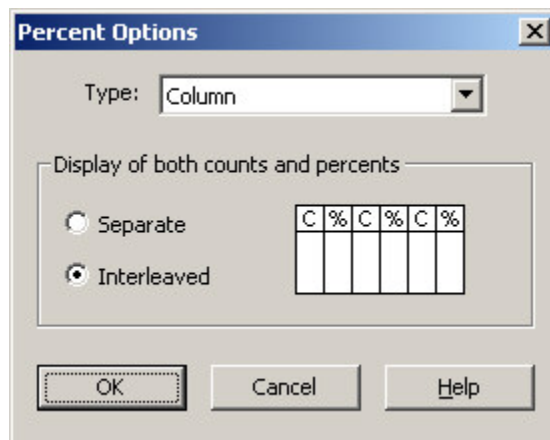 Percent Options
Type: Column
Display of both counts and percents
Separate
C % C % C %
Interleaved
OK Cancel Help